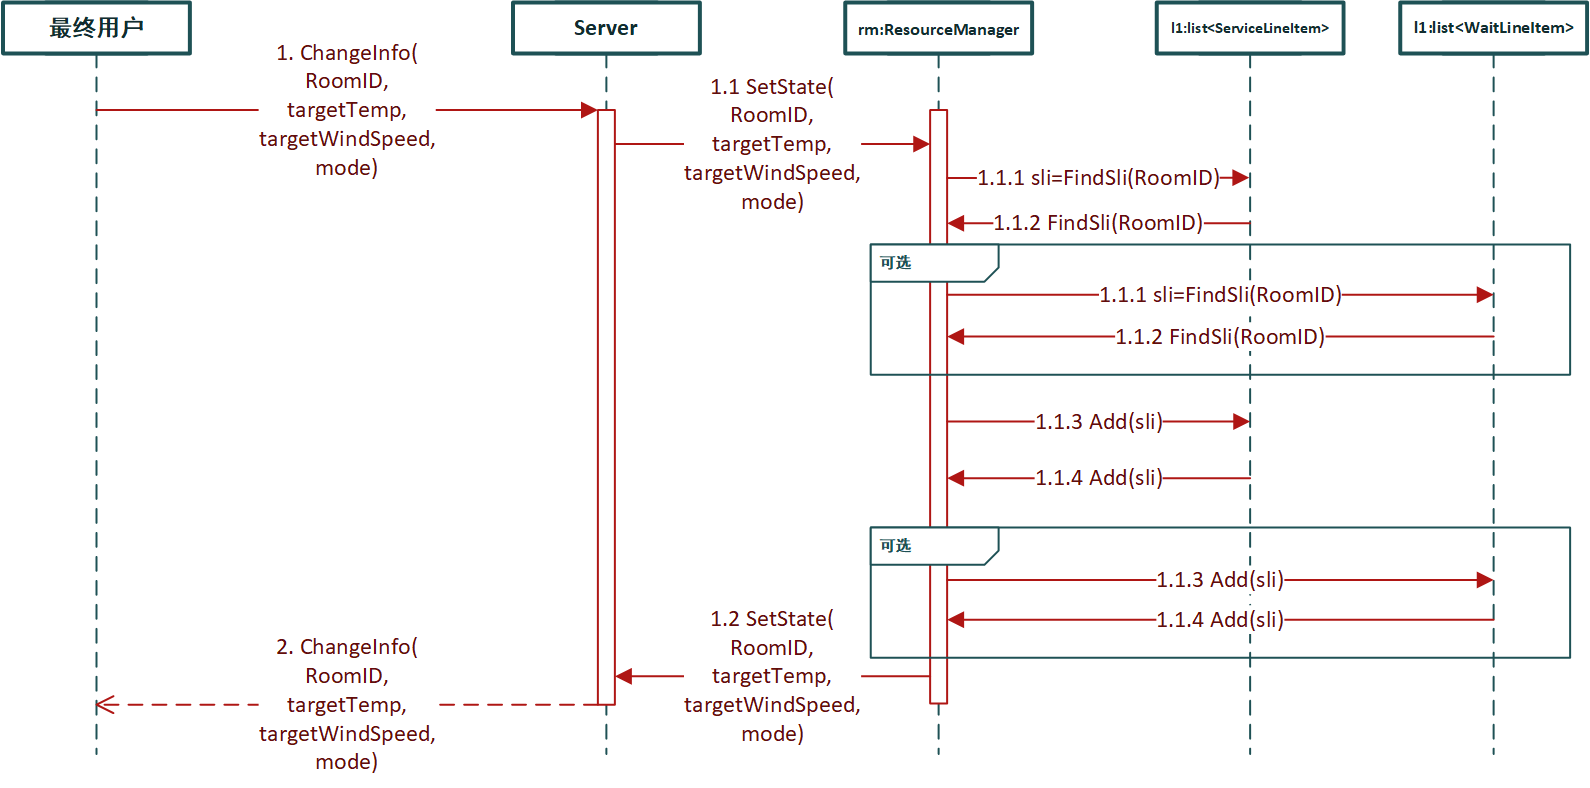 最终用户
Server
rm:ResourceManager
l1:list<ServiceLineItem>
l1:list<WaitLineItem>
1. ChangeInfo(
RoomID,
targetTemp,
targetWindSpeed,
mode)
1.1 SetState(
RoomID,
targetTemp,
targetWindSpeed,
mode)
1.1.1 sli=FindSli(RoomID)
1.1.2 FindSli(RoomID)
可选
1.1.1 sli=FindSli(RoomID)
1.1.2 FindSli(RoomID)
1.1.3 Add(sli)
1.1.4 Add(sli)
可选
1.1.3 Add(sli)
1.1.4 Add(sli)
1.2 SetState(
RoomID,
targetTemp,
targetWindSpeed,
mode)
2. ChangeInfo(
RoomID,
targetTemp,
targetWindSpeed,
mode)